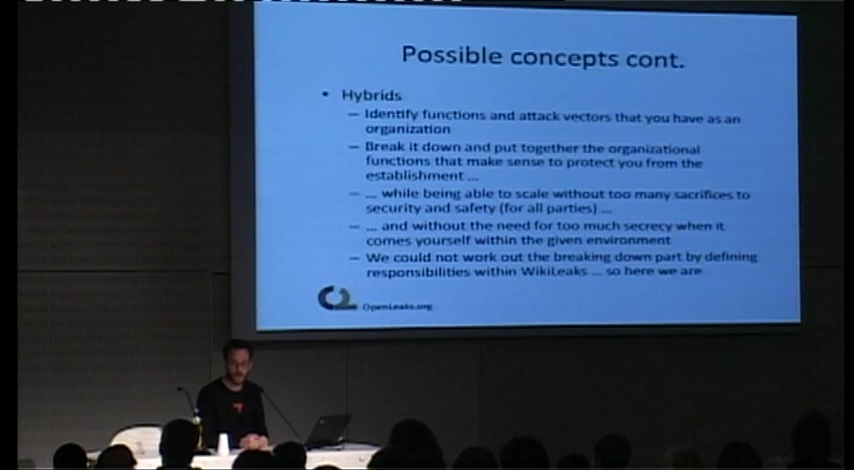 Possible concepts cont.
• Hybrids
– Identify functions and attack vectors that you have as an
organization
– Break it down and put together the organizational
functions that make sense to protect you from the
establishment ...
– ... while being able to scale without too many sacrifices to
security and safety (for all parties) ...
– ... and without the need for too much secrecy when it
comes yourself within the given environment
– We could not work out the breaking down part by defining
responsibilities within WikiLeaks ... so here we are
OpenLeaks.org